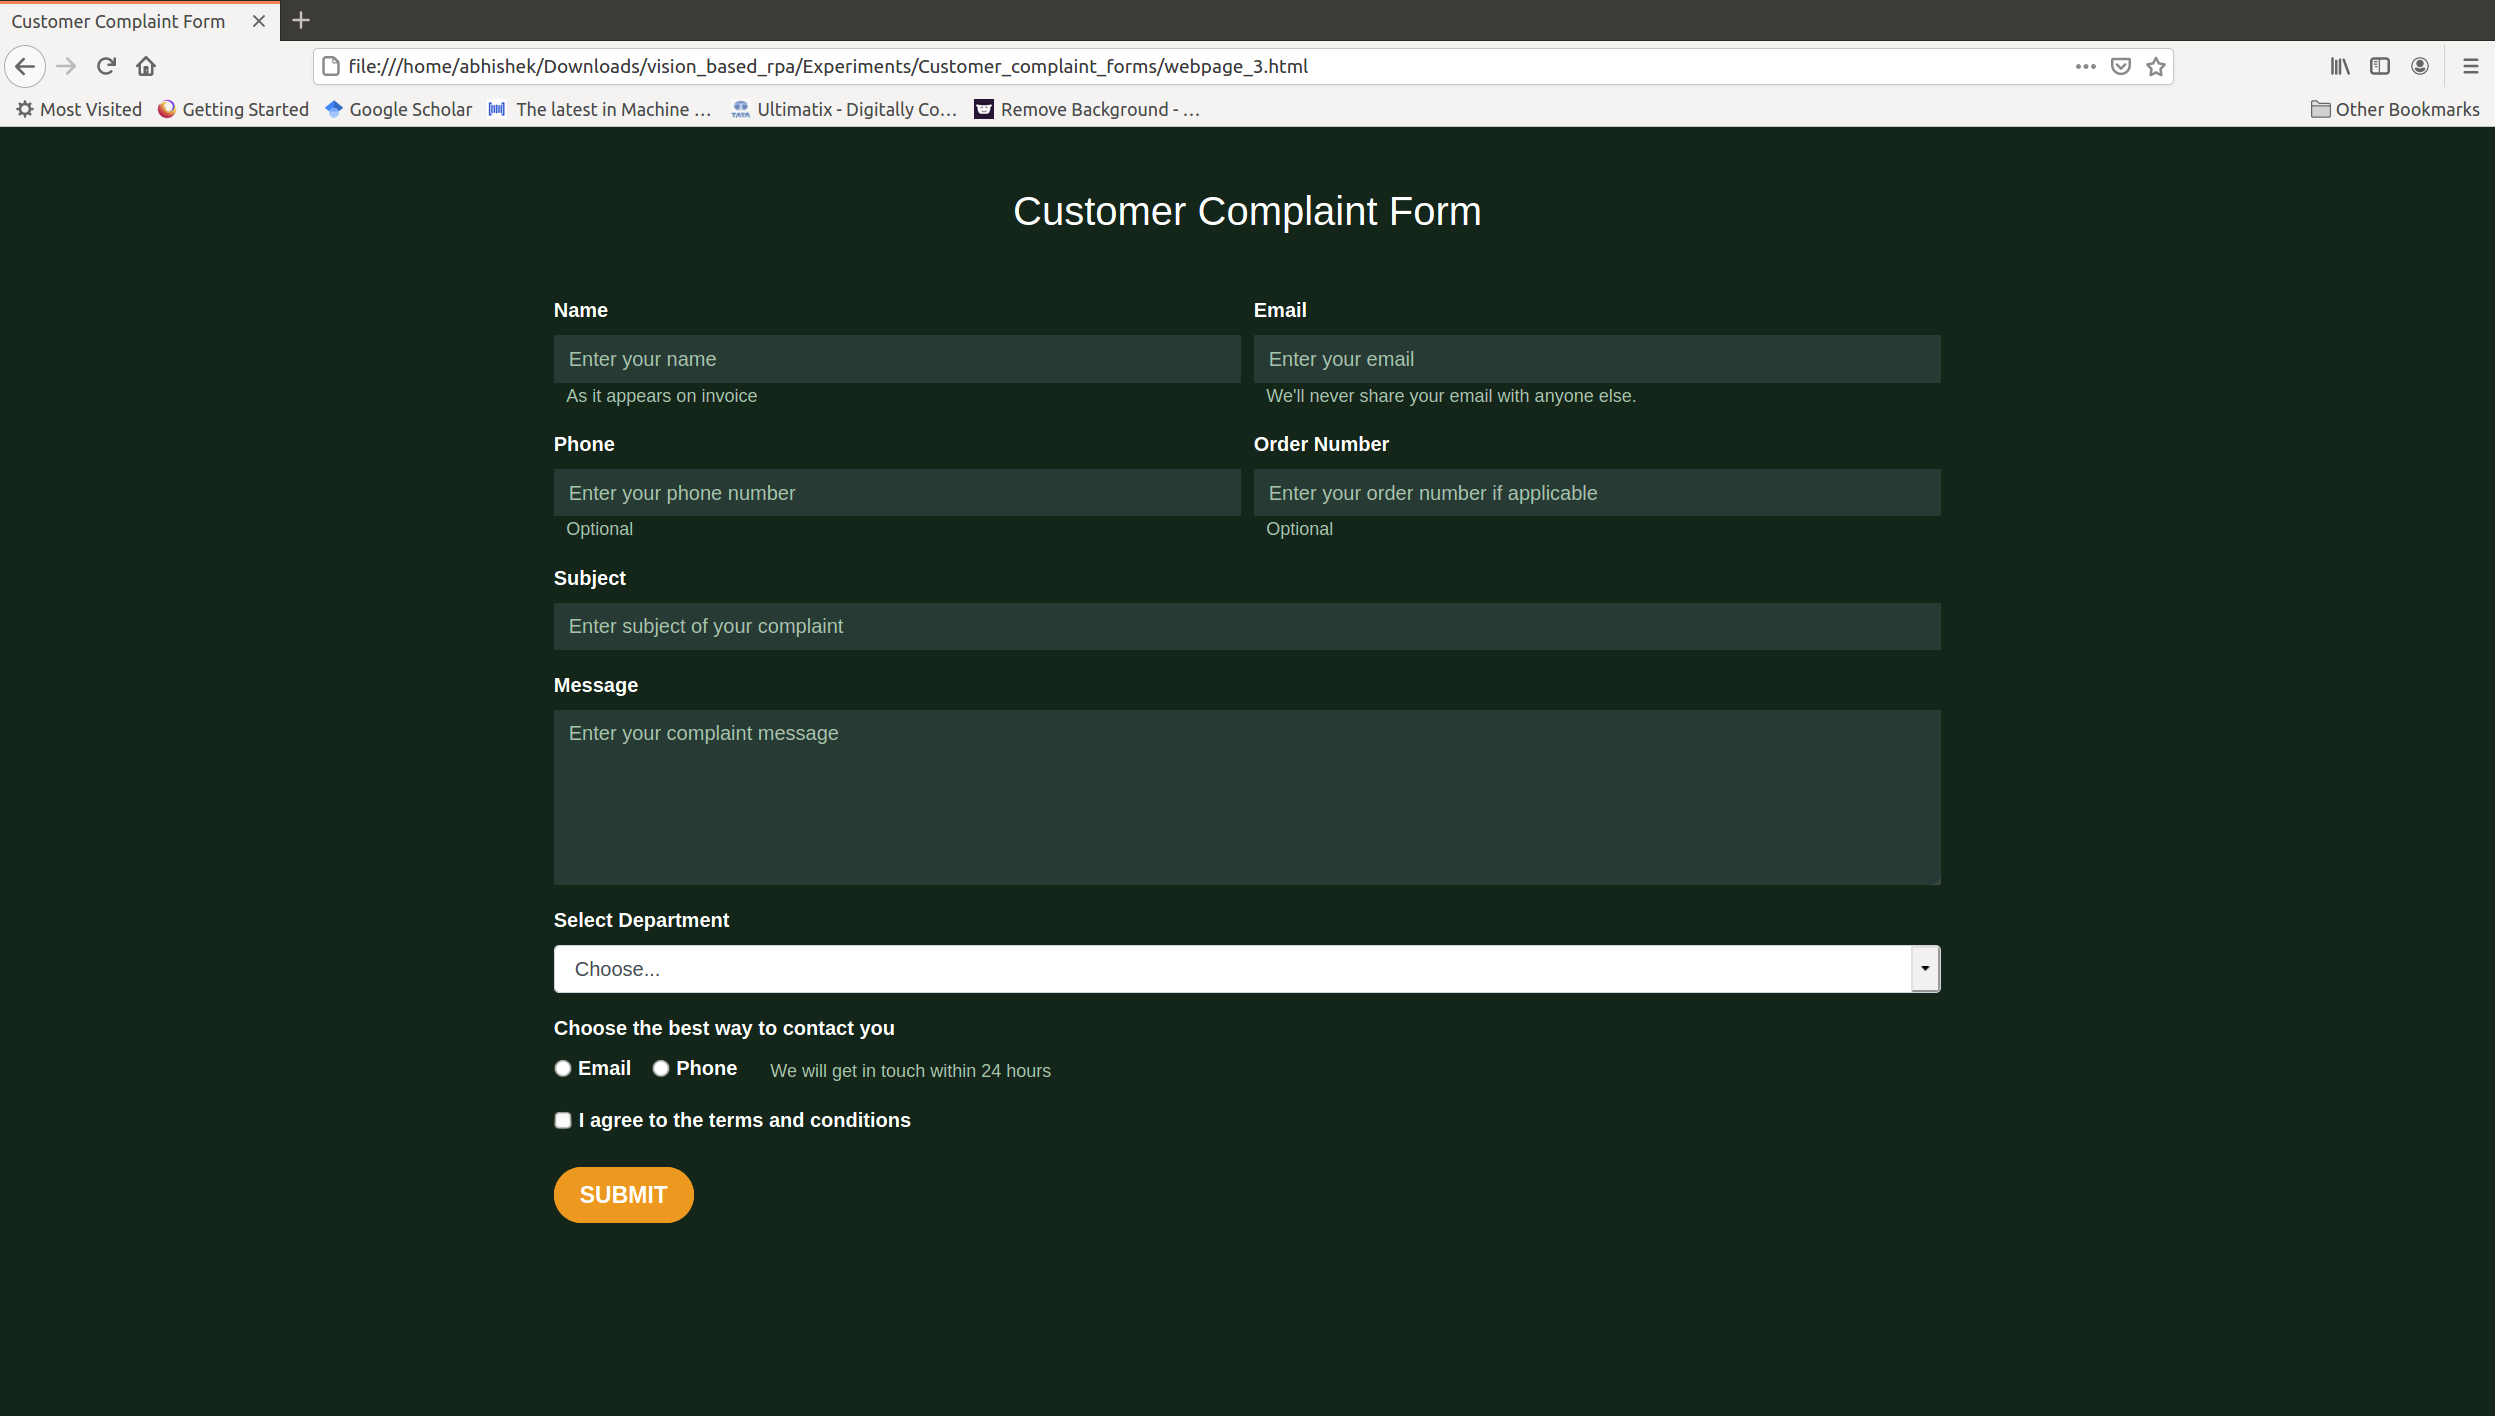 Customer Complaint Form
file:///home/abhishek/Downloads/vision_based_rpa/Experiments/Customer_complaint_forms/webpage_3.html
Most Visited Getting Started Google Scholar The latest in Machine … Ultimatix - Digitally Co… Remove Background - … Other Bookmarks
Customer Complaint Form
Name Email
Enter your name Enter your email
As it appears on invoice We'll never share your email with anyone else.
Phone Order Number
Enter your phone number Enter your order number if applicable
Optional Optional
Subject
Enter subject of your complaint
Message
Enter your complaint message
Select Department
Choose...
Choose the best way to contact you
Email Phone We will get in touch within 24 hours
I agree to the terms and conditions
SUBMIT